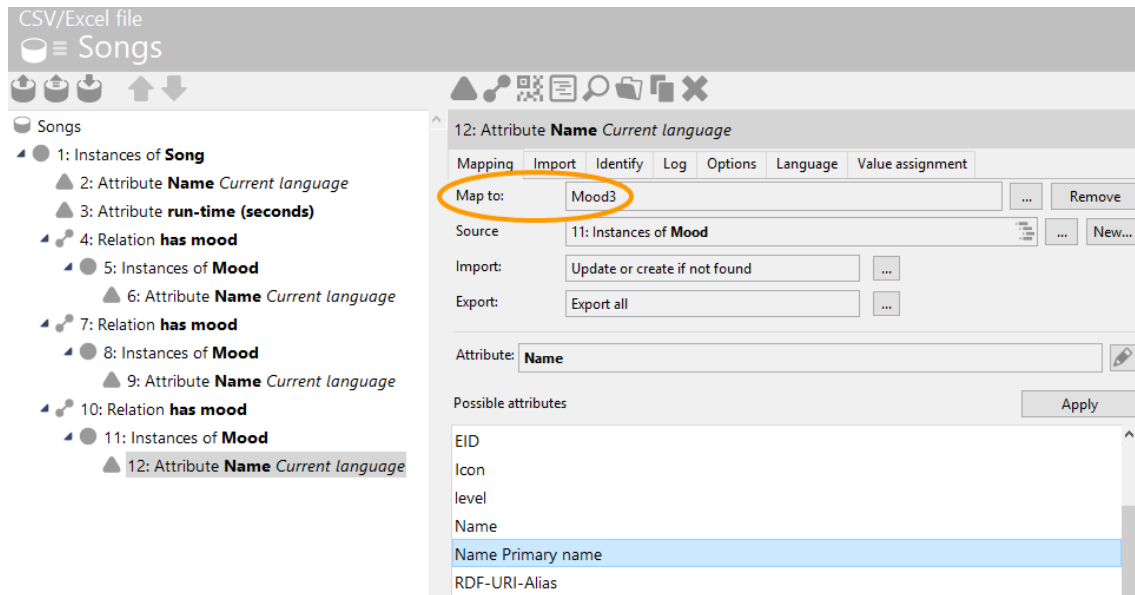 CSV/Excel file
Songs
Songs
1: Instances of Song
2: Attribute Name Current language
3: Attribute run-time (seconds)
4: Relation has mood
5: Instances of Mood
6: Attribute Name Current language
7: Relation has mood
8: Instances of Mood
9: Attribute Name Current language
10: Relation has mood
11: Instances of Mood
12: Attribute Name Current language
12: Attribute Name Current language
Mapping Import Identify Log Options Language Value assignment
Map to: Mood3 ... Remove
Source 11: Instances of Mood ... New...
Import: Update or create if not found ...
Export: Export all ...
Attribute: Name
Possible attributes Apply
EID
Icon
level
Name
Name Primary name
RDF-URI-Alias